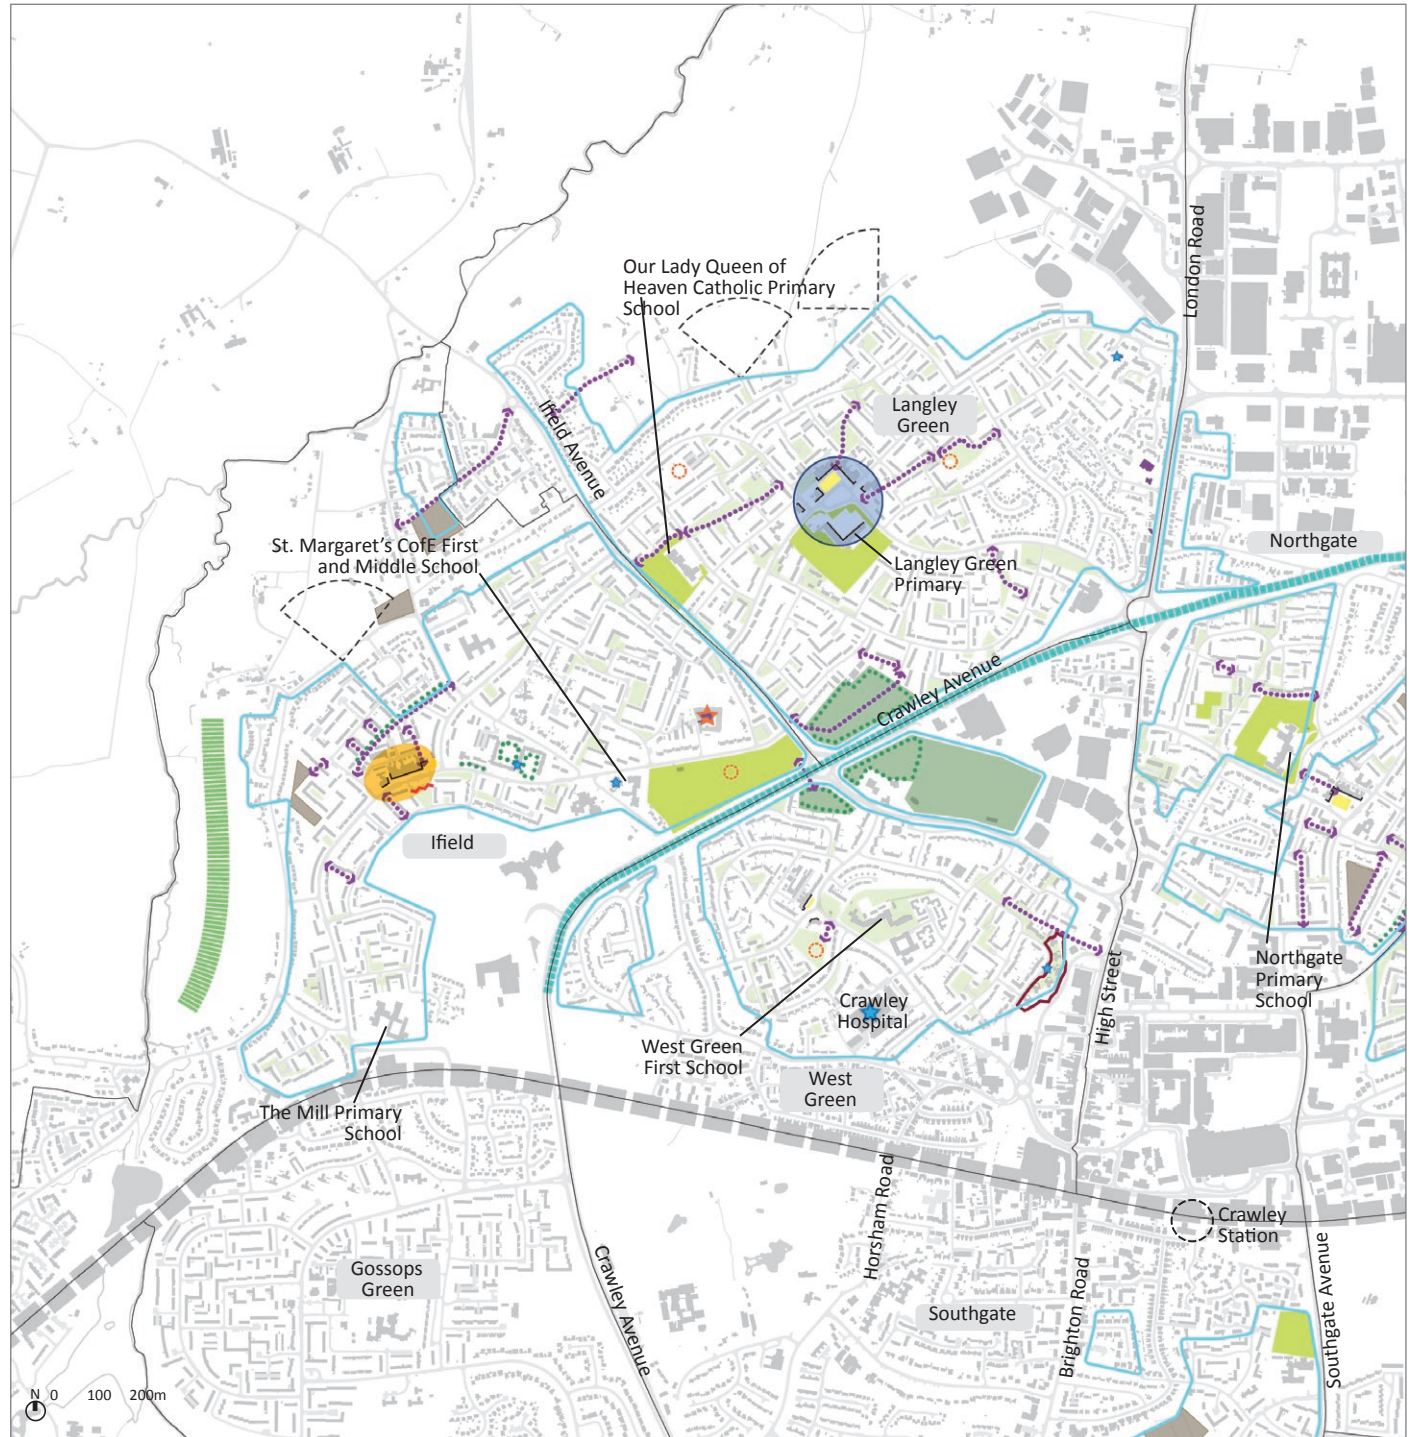 Our Lady Queen of
Heaven Catholic Primary
School
London Road
Langley
Green
Ifield Avenue
St. Margaret's CofE First
and Middle School
Northgate
Langley Green
Primary
Crawley Avenue
Ifield
Northgate
Primary
School
High Street
Crawley
Hospital
West Green
First School
West
Green
The Mill Primary
School
Horsham Road
Crawley
Station
Gossops
Green
Crawley Avenue
Southgate
Brighton Road
Southgate Avenue
N 0 100 200m